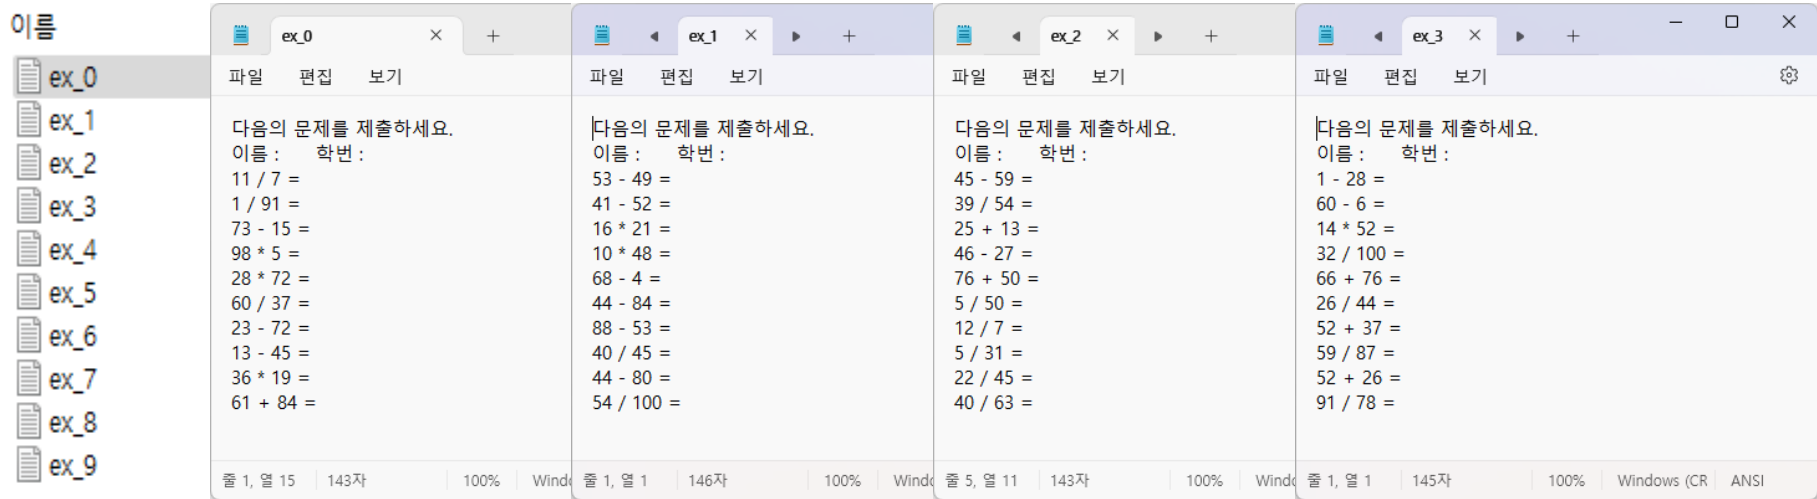 이름
ex_0
ex_1
ex_2
ex_3
ex_4
ex_5
ex_6
ex_7
ex_8
ex_9
ex_0
파일 편집 보기
다음의 문제를 제출하세요.
이름 : 학번 :
11 / 7 =
1 / 91 =
73 - 15 =
98 * 5 =
28 * 72 =
60 / 37 =
23 - 72 =
13 - 45 =
36 * 19 =
61 + 84 =
줄 1, 열 15 143자 100% Windo
ex_1
파일 편집 보기
다음의 문제를 제출하세요.
이름 : 학번 :
53 - 49 =
41 - 52 =
16 * 21 =
10 * 48 =
68 - 4 =
44 - 84 =
88 - 53 =
40 / 45 =
44 - 80 =
54 / 100 =
줄 1, 열 1 146자 100% Wind
ex_2
파일 편집 보기
다음의 문제를 제출하세요.
이름 : 학번 :
45 - 59 =
39 / 54 =
25 + 13 =
46 - 27 =
76 + 50 =
5 / 50 =
12 / 7 =
5 / 31 =
22 / 45 =
40 / 63 =
줄 5, 열 11 143자 100% Windo
ex_3
파일 편집 보기
다음의 문제를 제출하세요.
이름 : 학번 :
1 - 28 =
60 - 6 =
14 * 52 =
32 / 100 =
66 + 76 =
26 / 44 =
52 + 37 =
59 / 87 =
52 + 26 =
91 / 78 =
줄 1, 열 1 145자 100% Windows (CR ANSI